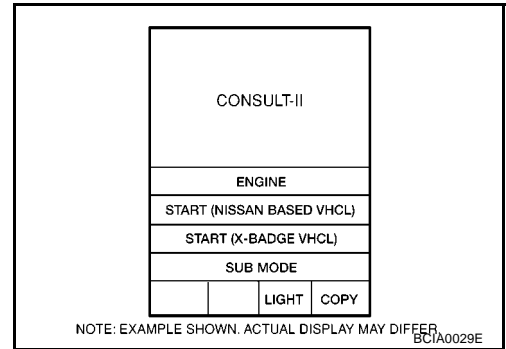 CONSULT-II
ENGINE
START (NISSAN BASED VHCL)
START (X-BADGE VHCL)
SUB MODE
LIGHT COPY
NOTE: EXAMPLE SHOWN. ACTUAL DISPLAY MAY DIFFER.
BCIA0029E